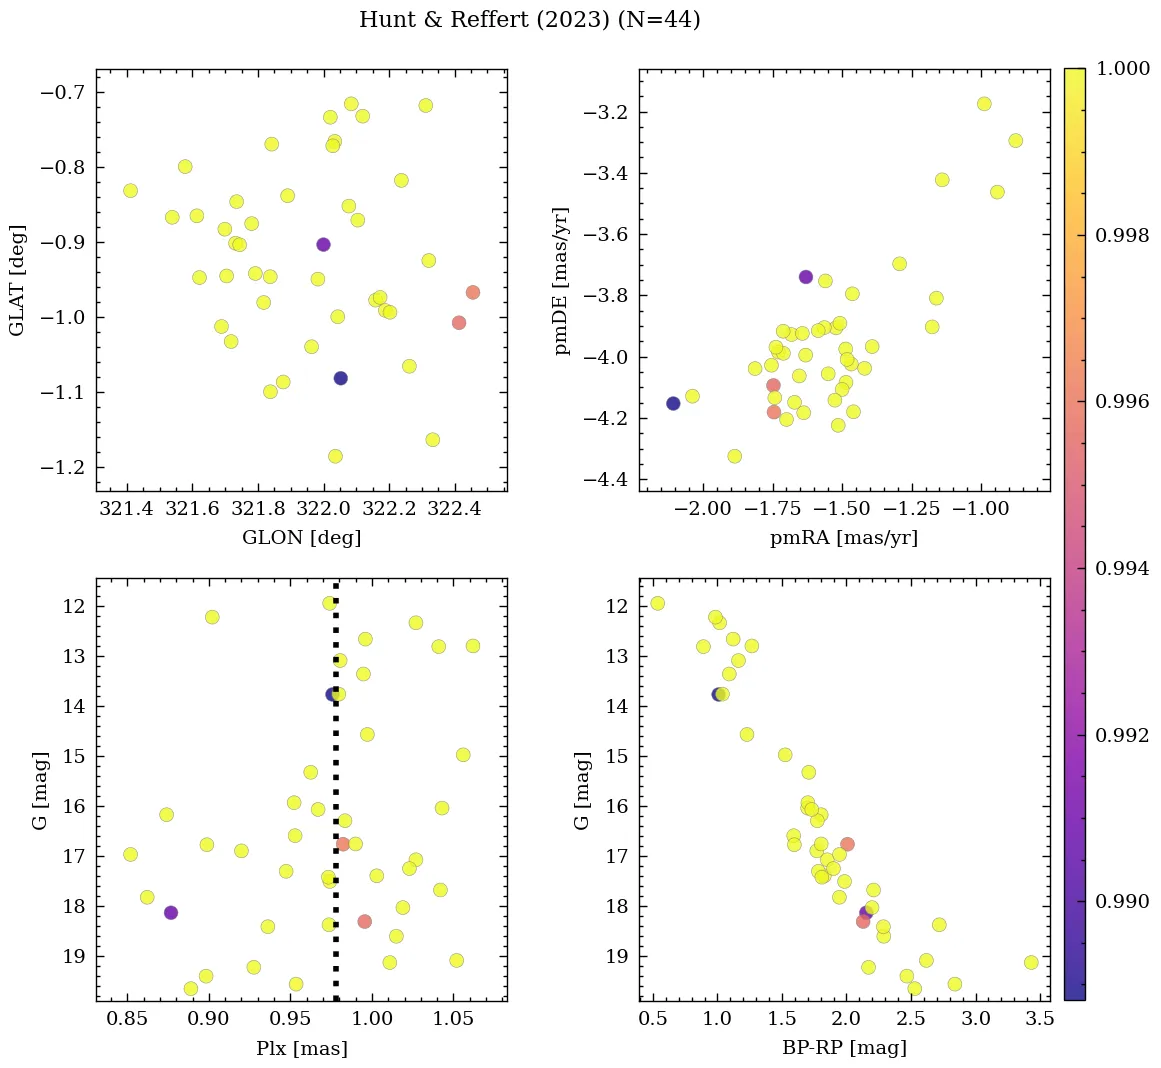 Hunt & Reffert (2023) (N=44)
−0.7
−0.8
−0.9
−1.0
−1.1
−1.2
GLAT [deg]
321.4 321.6 321.8 322.0 322.2 322.4
GLON [deg]
−3.2
−3.4
−3.6
−3.8
−4.0
−4.2
−4.4
pmDE [mas/yr]
−2.00 −1.75 −1.50 −1.25 −1.00
pmRA [mas/yr]
12
13
14
15
16
17
18
19
G [mag]
0.85 0.90 0.95 1.00 1.05
Plx [mas]
12
13
14
15
16
17
18
19
G [mag]
0.5 1.0 1.5 2.0 2.5 3.0 3.5
BP-RP [mag]
1.000
0.998
0.996
0.994
0.992
0.990